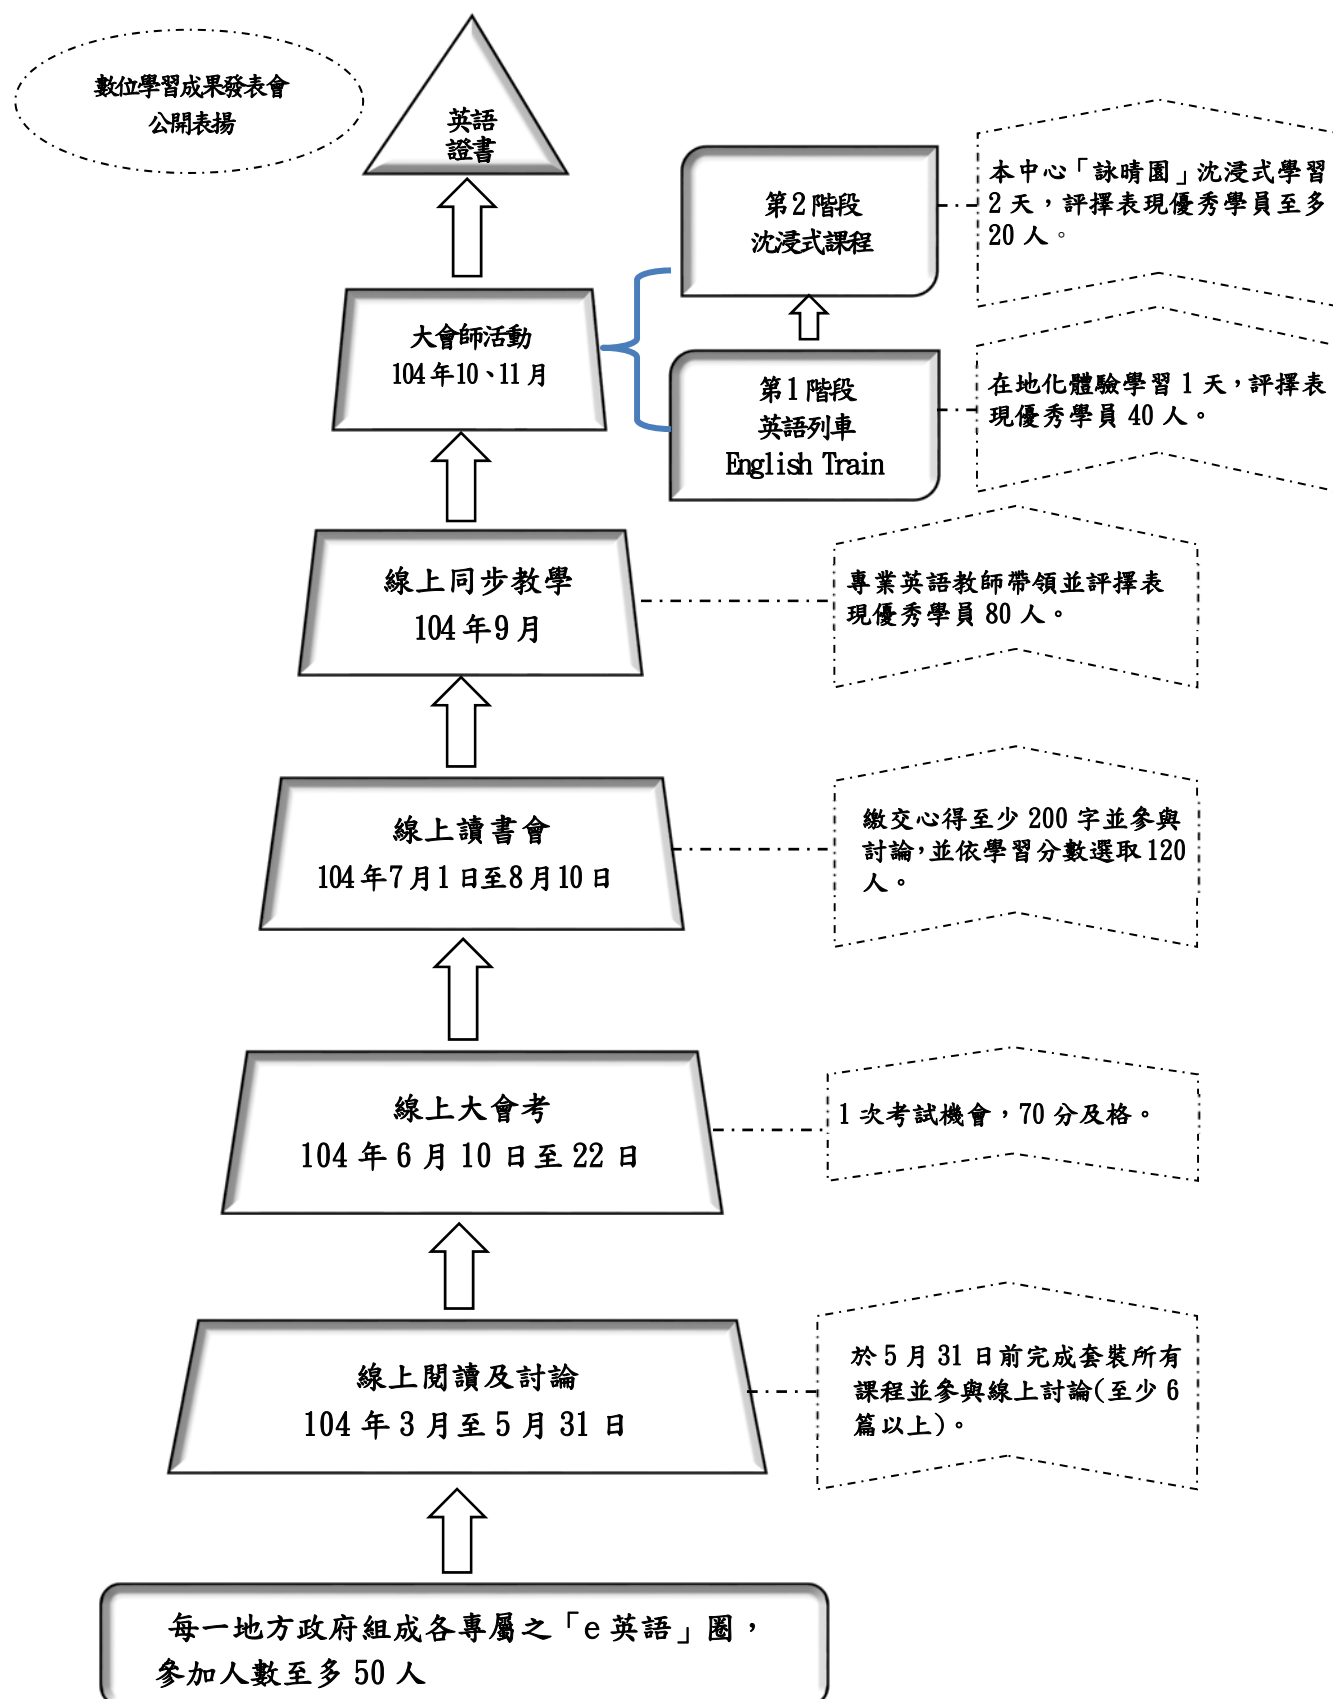 數位學習成果發表會
公開表揚
英語
證書
第2階段
沈浸式課程
本中心「詠晴園」沈浸式學習
2天，評擇表現優秀學員至多
20人。
大會師活動
104年10、11月
第1階段
英語列車
English Train
在地化體驗學習1天，評擇表
現優秀學員40人。
線上同步教學
104年9月
專業英語教師帶領並評擇表
現優秀學員80人。
線上讀書會
104年7月1日至8月10日
繳交心得至少200字並參與
討論，並依學習分數選取120
人。
線上大會考
104年6月10日至22日
1次考試機會，70分及格。
線上閱讀及討論
104年3月至5月31日
於5月31日前完成套裝所有
課程並參與線上討論(至少6
篇以上)。
每一地方政府組成各專屬之「e英語」圈，
參加人數至多50人